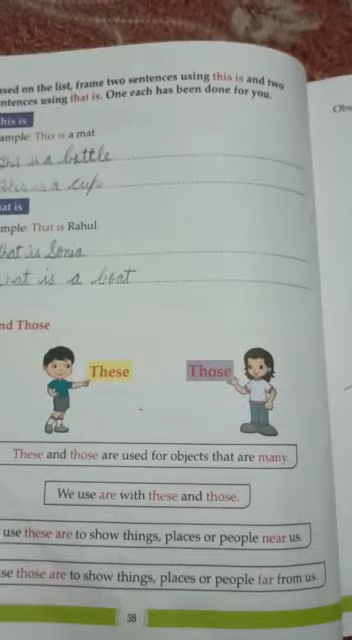 ased on the list, frame two sentences using this is and two
ntences using that is. One each has been done for you.
his is
ample: This is a mat
This is a bottle
This is a cup
at is
mple: That is Rahul.
That is Sonia
hat is a boat
nd Those
These
Those
These and those are used for objects that are many.
We use are with these and those.
use these are to show things, places or people near us.
se those are to show things, places or people far from us.
38
Obs